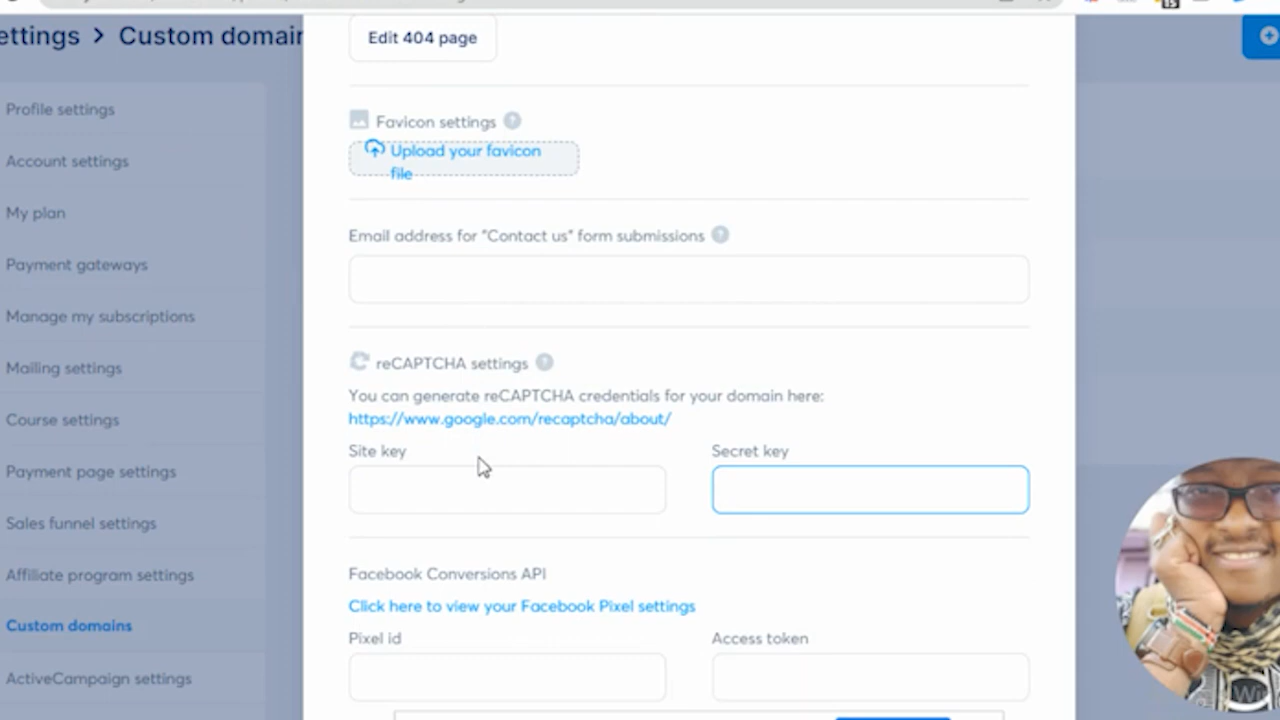 ettings > Custom domain
Edit 404 page
Profile settings
Account settings
My plan
Payment gateways
Manage my subscriptions
Mailing settings
Course settings
Payment page settings
Sales funnel settings
Affiliate program settings
Custom domains
ActiveCampaign settings
Favicon settings
Upload your favicon
file
Email address for "Contact us" form submissions
reCAPTCHA settings
You can generate reCAPTCHA credentials for your domain here:
https://www.google.com/recaptcha/about/
Site key
Secret key
Facebook Conversions API
Click here to view your Facebook Pixel settings
Pixel id
Access token
15